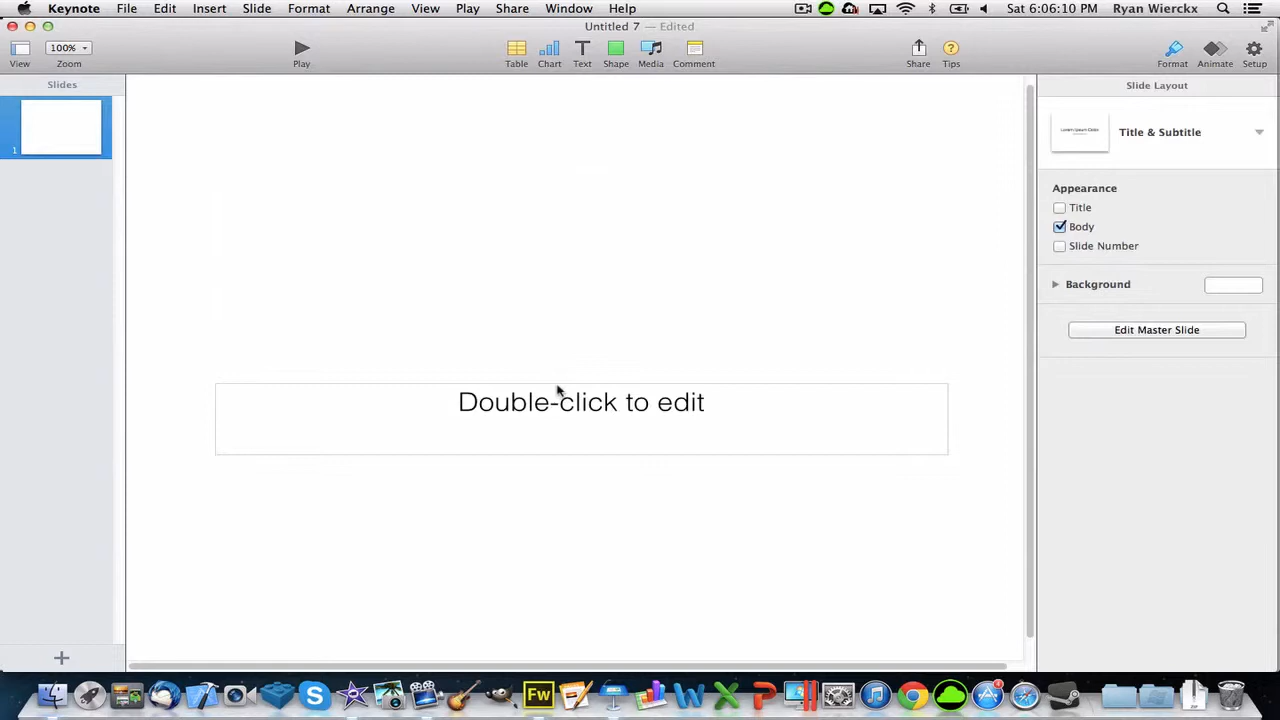 Keynote File Edit Insert Slide Format Arrange View Play Share Window Help Sat 6:06:10 PM Ryan Wierckx
Untitled 7 — Edited
100%
View Zoom Play Table Chart Text Shape Media Comment Share Tips Format Animate Setup
Slides
Slide Layout
1
Title & Subtitle
Appearance
Title
Body
Slide Number
Background
Edit Master Slide
Double-click to edit
Fw